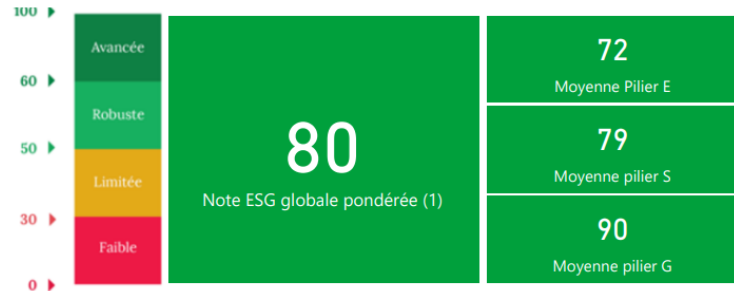 100
Avancée
60
Robuste
50
Limitée
30
Faible
0
80
Note ESG globale pondérée (1)
72
Moyenne Pilier E
79
Moyenne pilier S
90
Moyenne pilier G